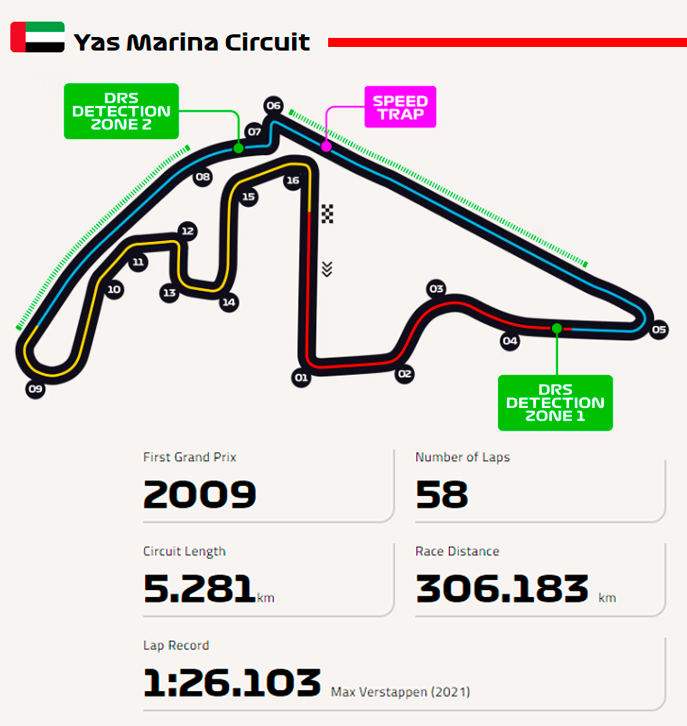 Yas Marina Circuit
DRS
DETECTION
ZONE 2
SPEED
TRAP
06
07
08
16
15
12
11
10
13
14
03
04
05
09
01
02
DRS
DETECTION
ZONE 1
First Grand Prix
2009
Number of Laps
58
Circuit Length
5.281km
Race Distance
306.183 km
Lap Record
1:26.103 Max Verstappen (2021)